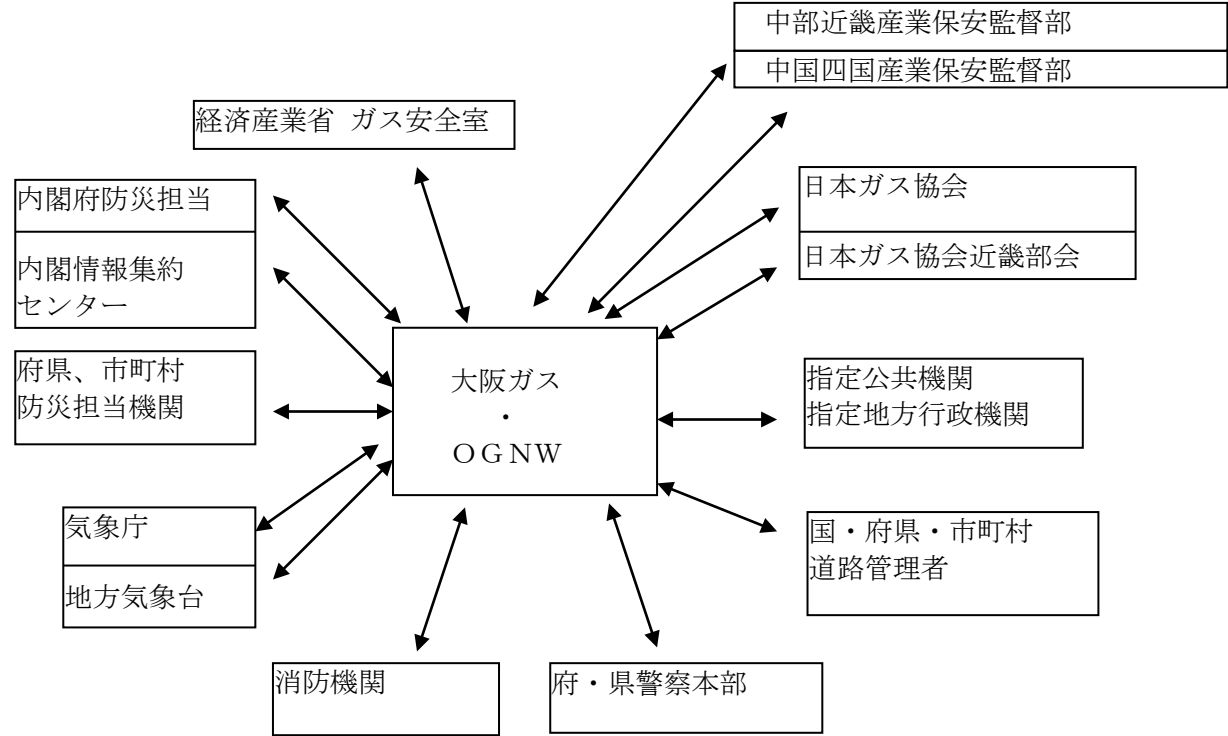 中部近畿産業保安監督部
中国四国産業保安監督部
経済産業省 ガス安全室
内閣府防災担当
内閣情報集約
センター
日本ガス協会
日本ガス協会近畿部会
府県、市町村
防災担当機関
大阪ガス
・
ＯＧＮＷ
指定公共機関
指定地方行政機関
気象庁
地方気象台
国・府県・市町村
道路管理者
消防機関
府・県警察本部